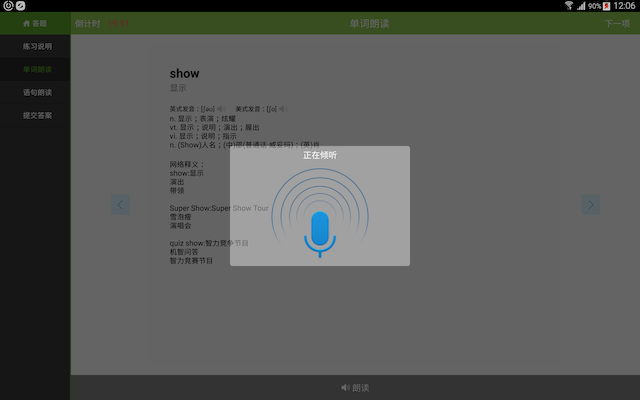 90% 12:06
答题
倒计时
单词朗读
下一项
练习说明
单词朗读
语句朗读
提交答案
show
显示
英式发音：[ʃəʊ] 美式发音：[ʃo]
n. 显示；表演；炫耀
vt. 显示；说明；演出；展出
vi. 显示；说明；指示
n. (Show)人名；(中)邵(普通话·威妥玛)；(英)肖
正在倾听
网络释义：
show:显示
演出
带领
Super Show:Super Show Tour
雪泡瘦
演唱会
quiz show:智力竞争节目
机智问答
智力竞赛节目
朗读